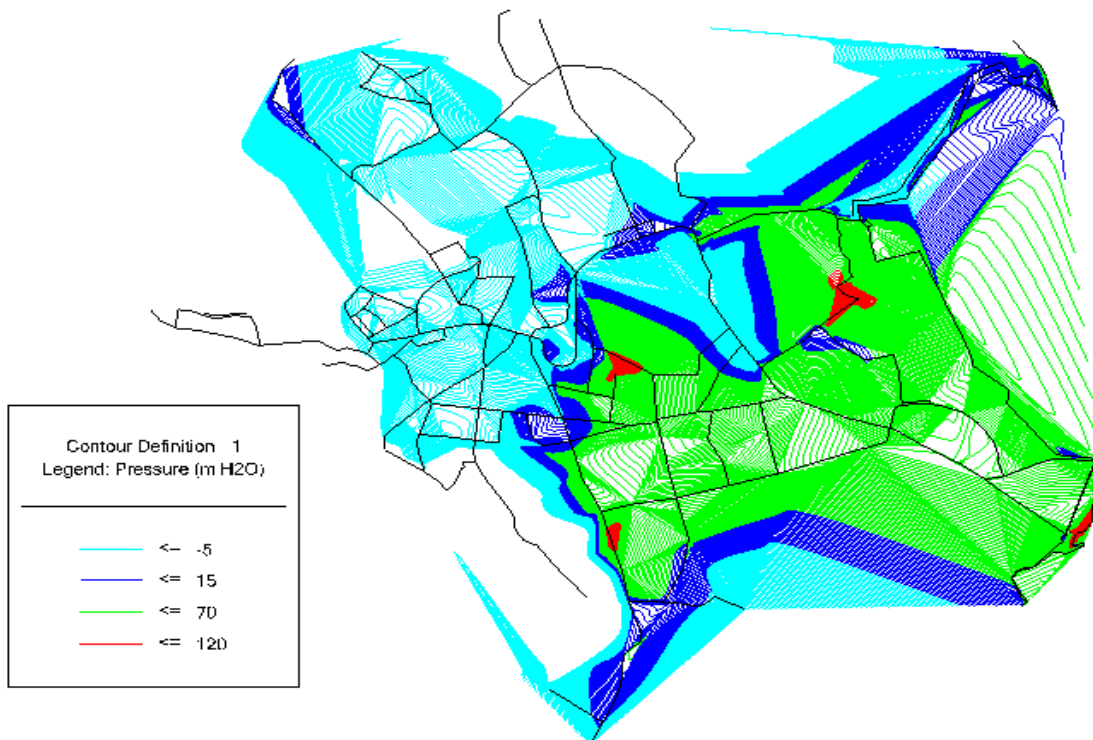 Contour Definition 1
Legend: Pressure (m H2O)
<= -5
<= 15
<= 70
<= 120